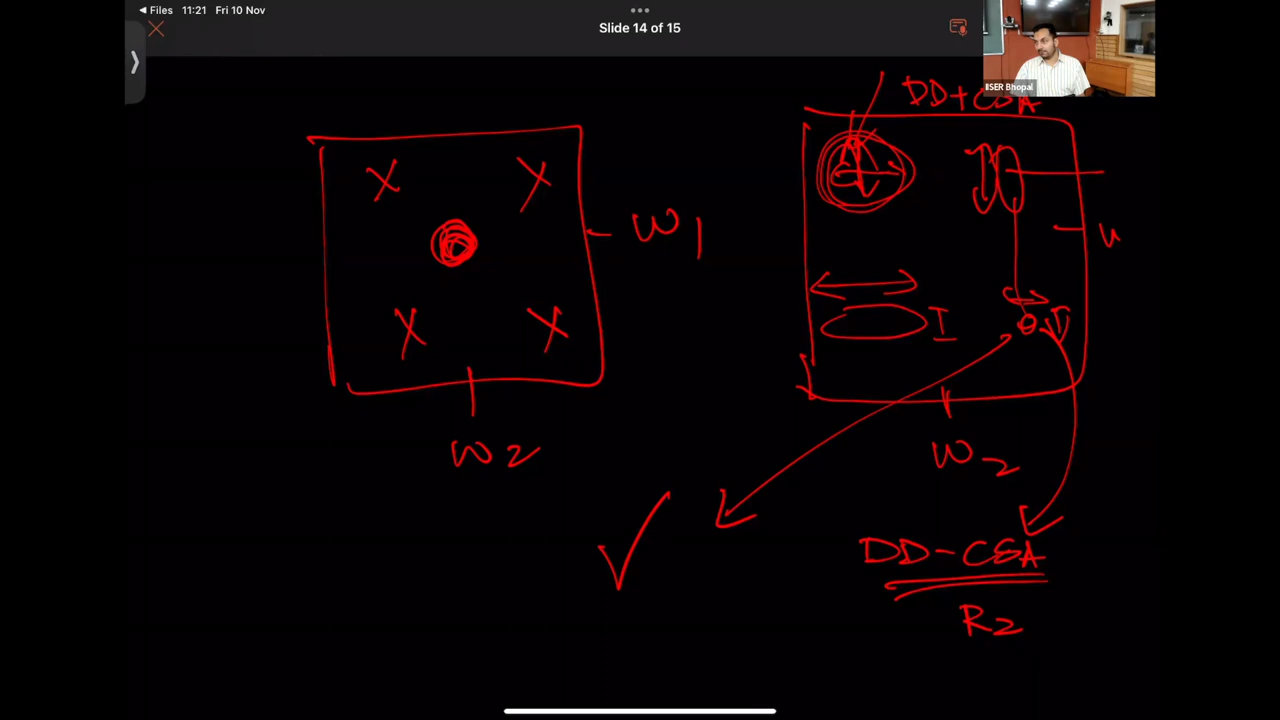 Files 11:21 Fri 10 Nov
Slide 14 of 15
IISER Bhopal
DD+CSA
X X
W1
X X
I
W2
W2
DD-CSA
R2